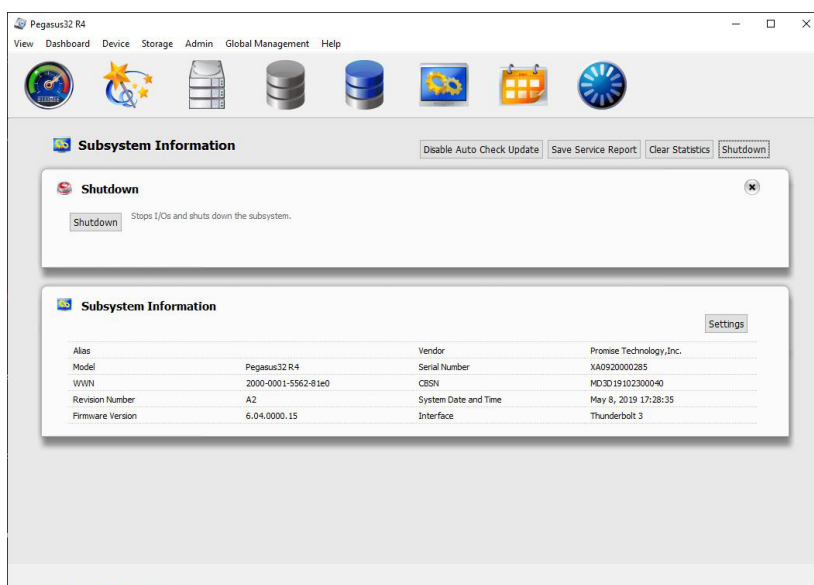 Pegasus32 R4
View Dashboard Device Storage Admin Global Management Help
Subsystem Information
Disable Auto Check Update Save Service Report Clear Statistics Shutdown
Shutdown
Shutdown Stops I/Os and shuts down the subsystem.
Subsystem Information
Settings
Alias Vendor Promise Technology,Inc.
Model Pegasus32 R4 Serial Number XA0920000285
WWN 2000-0001-5562-81e0 CBSN MD3D19102300040
Revision Number A2 System Date and Time May 8, 2019 17:28:35
Firmware Version 6.04.0000.15 Interface Thunderbolt 3